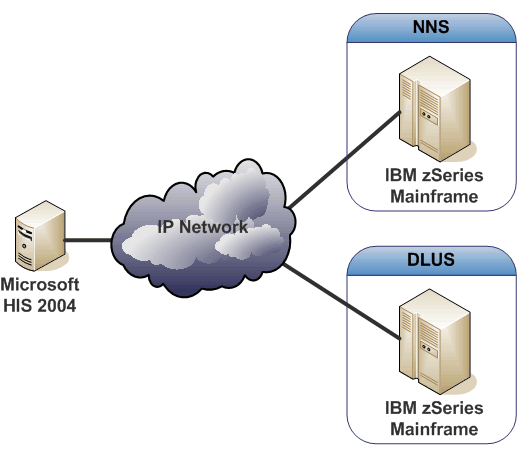 NNS
IBM zSeries
Mainframe
IP Network
Microsoft
HIS 2004
DLUS
IBM zSeries
Mainframe